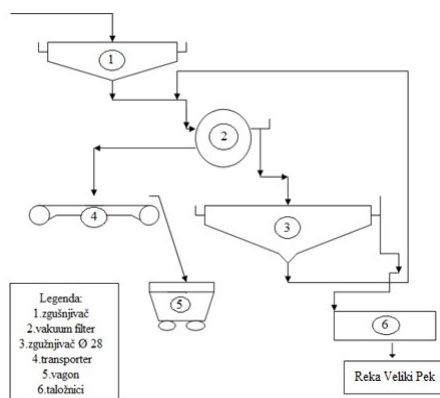 1
2
3
4
5
6
Legenda:
1.zgušnjivač
2.vakuum filter
3.zgužnjivač Ø 28
4.transporter
5.vagon
6.taložnici
Reka Veliki Pek